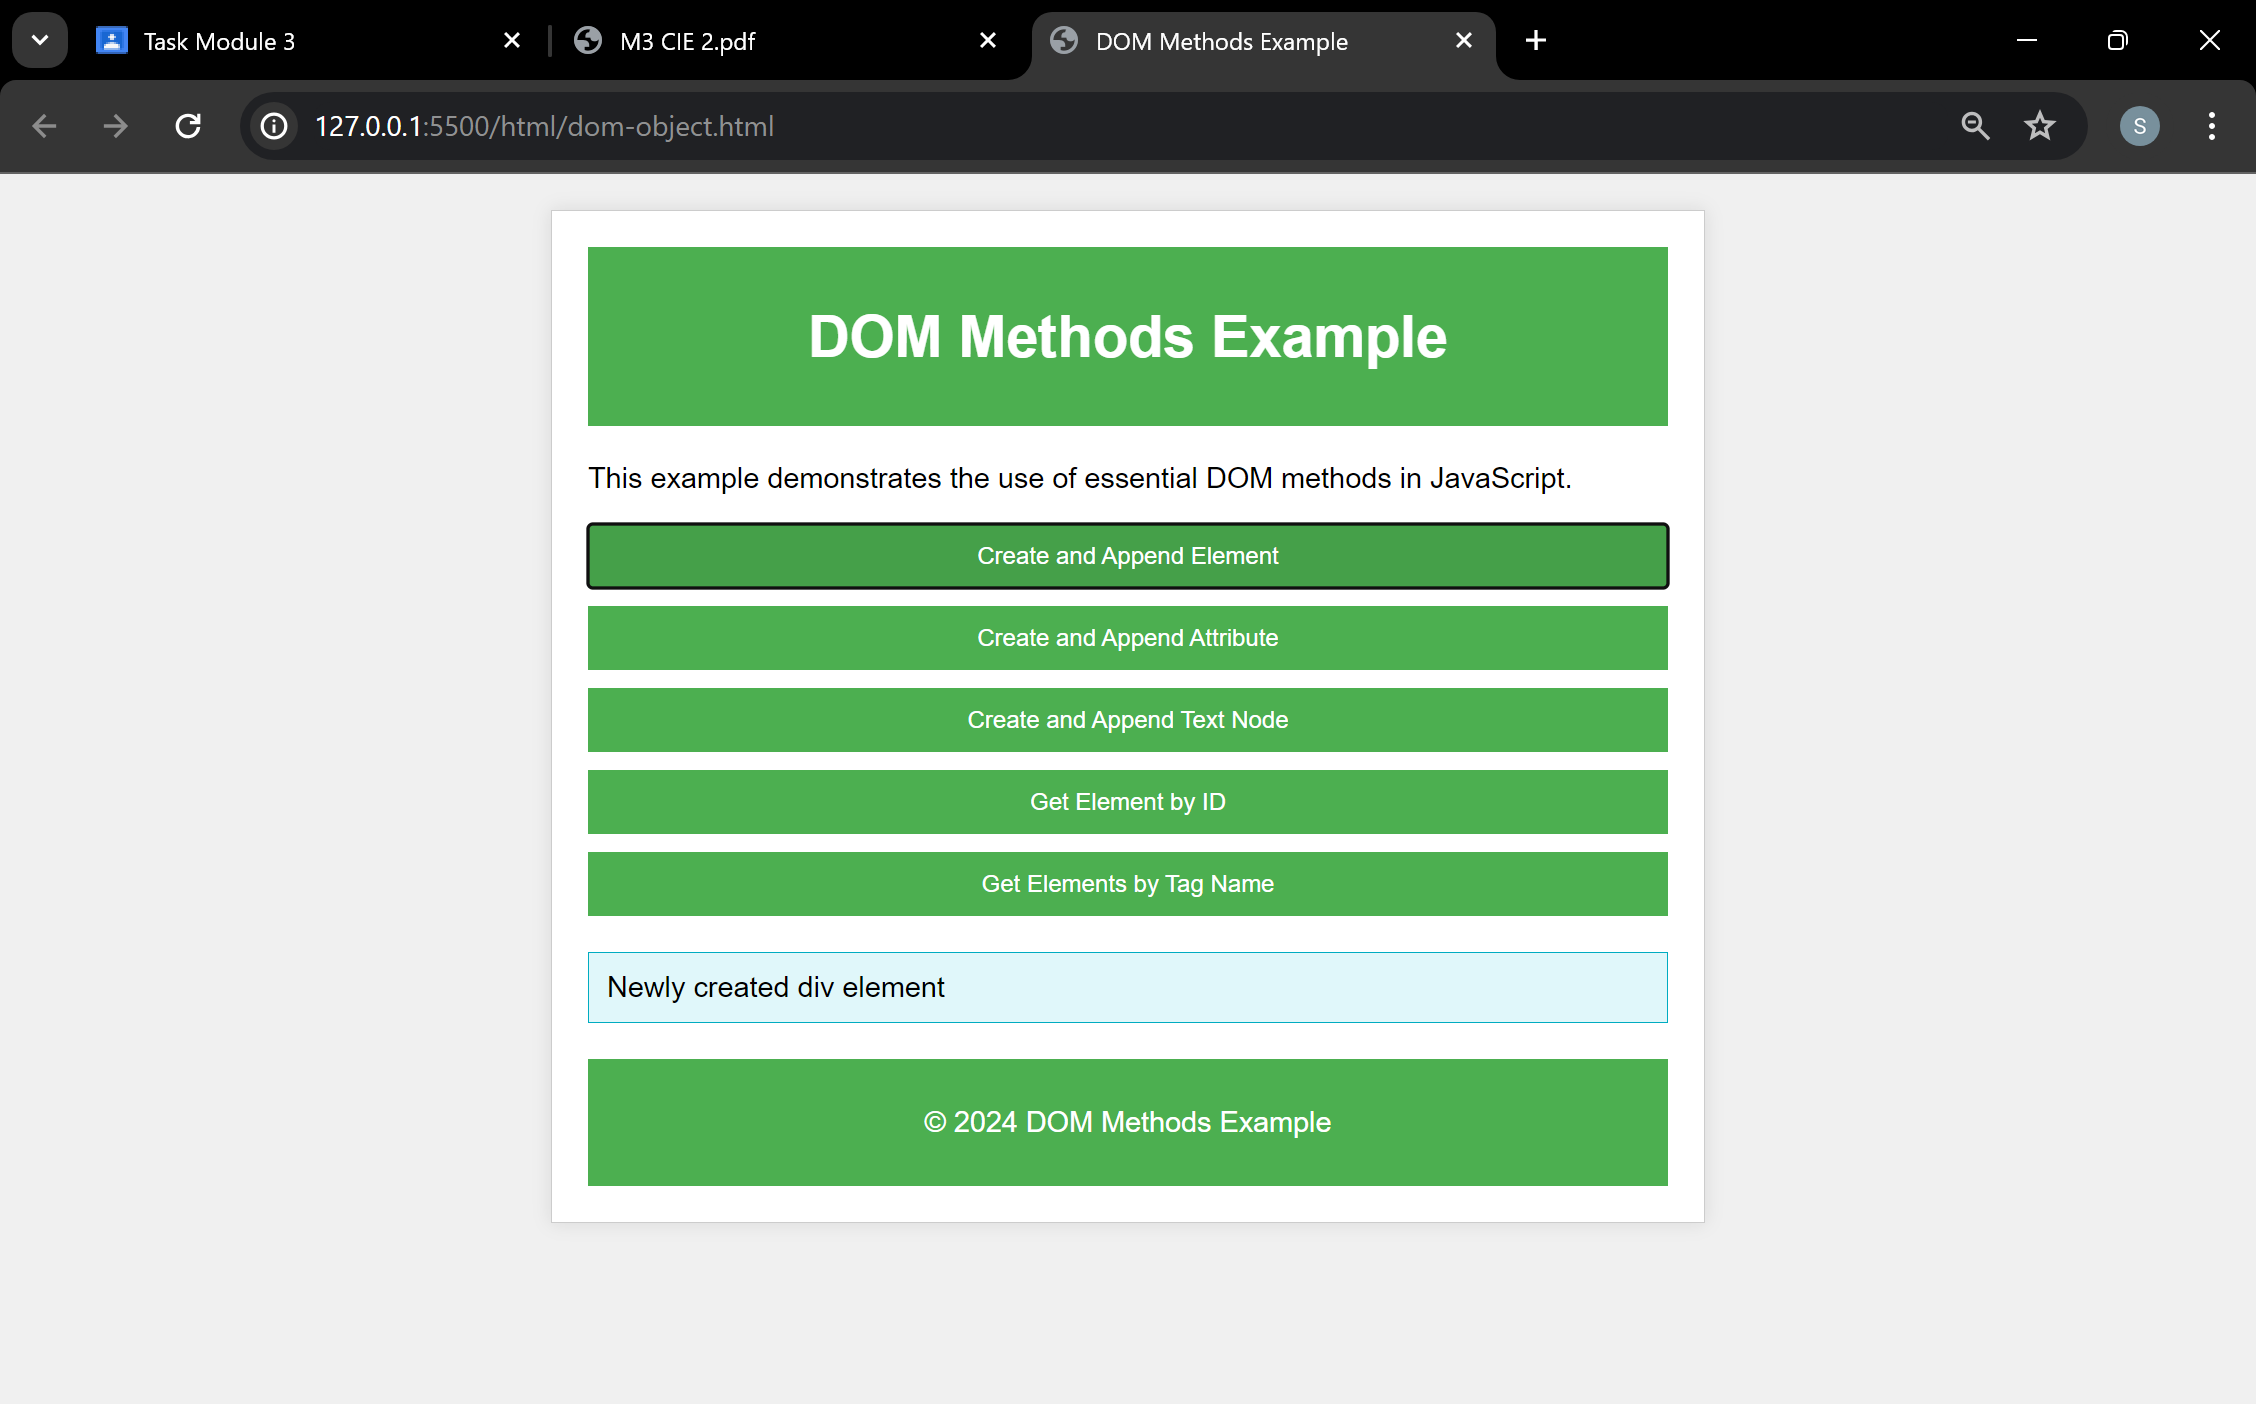 Task Module 3
M3 CIE 2.pdf
DOM Methods Example
127.0.0.1:5500/html/dom-object.html
S
DOM Methods Example
This example demonstrates the use of essential DOM methods in JavaScript.
Create and Append Element
Create and Append Attribute
Create and Append Text Node
Get Element by ID
Get Elements by Tag Name
Newly created div element
© 2024 DOM Methods Example